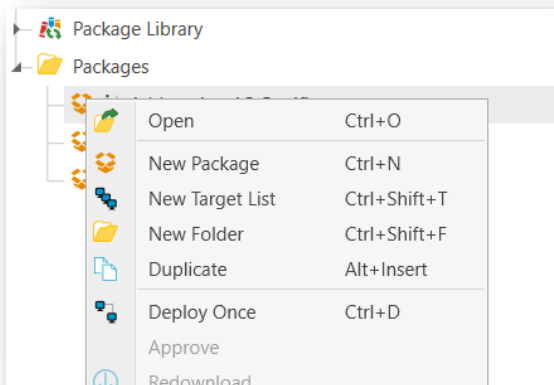 Package Library
Packages
Open Ctrl+O
New Package Ctrl+N
New Target List Ctrl+Shift+T
New Folder Ctrl+Shift+F
Duplicate Alt+Insert
Deploy Once Ctrl+D
Approve
Redownload